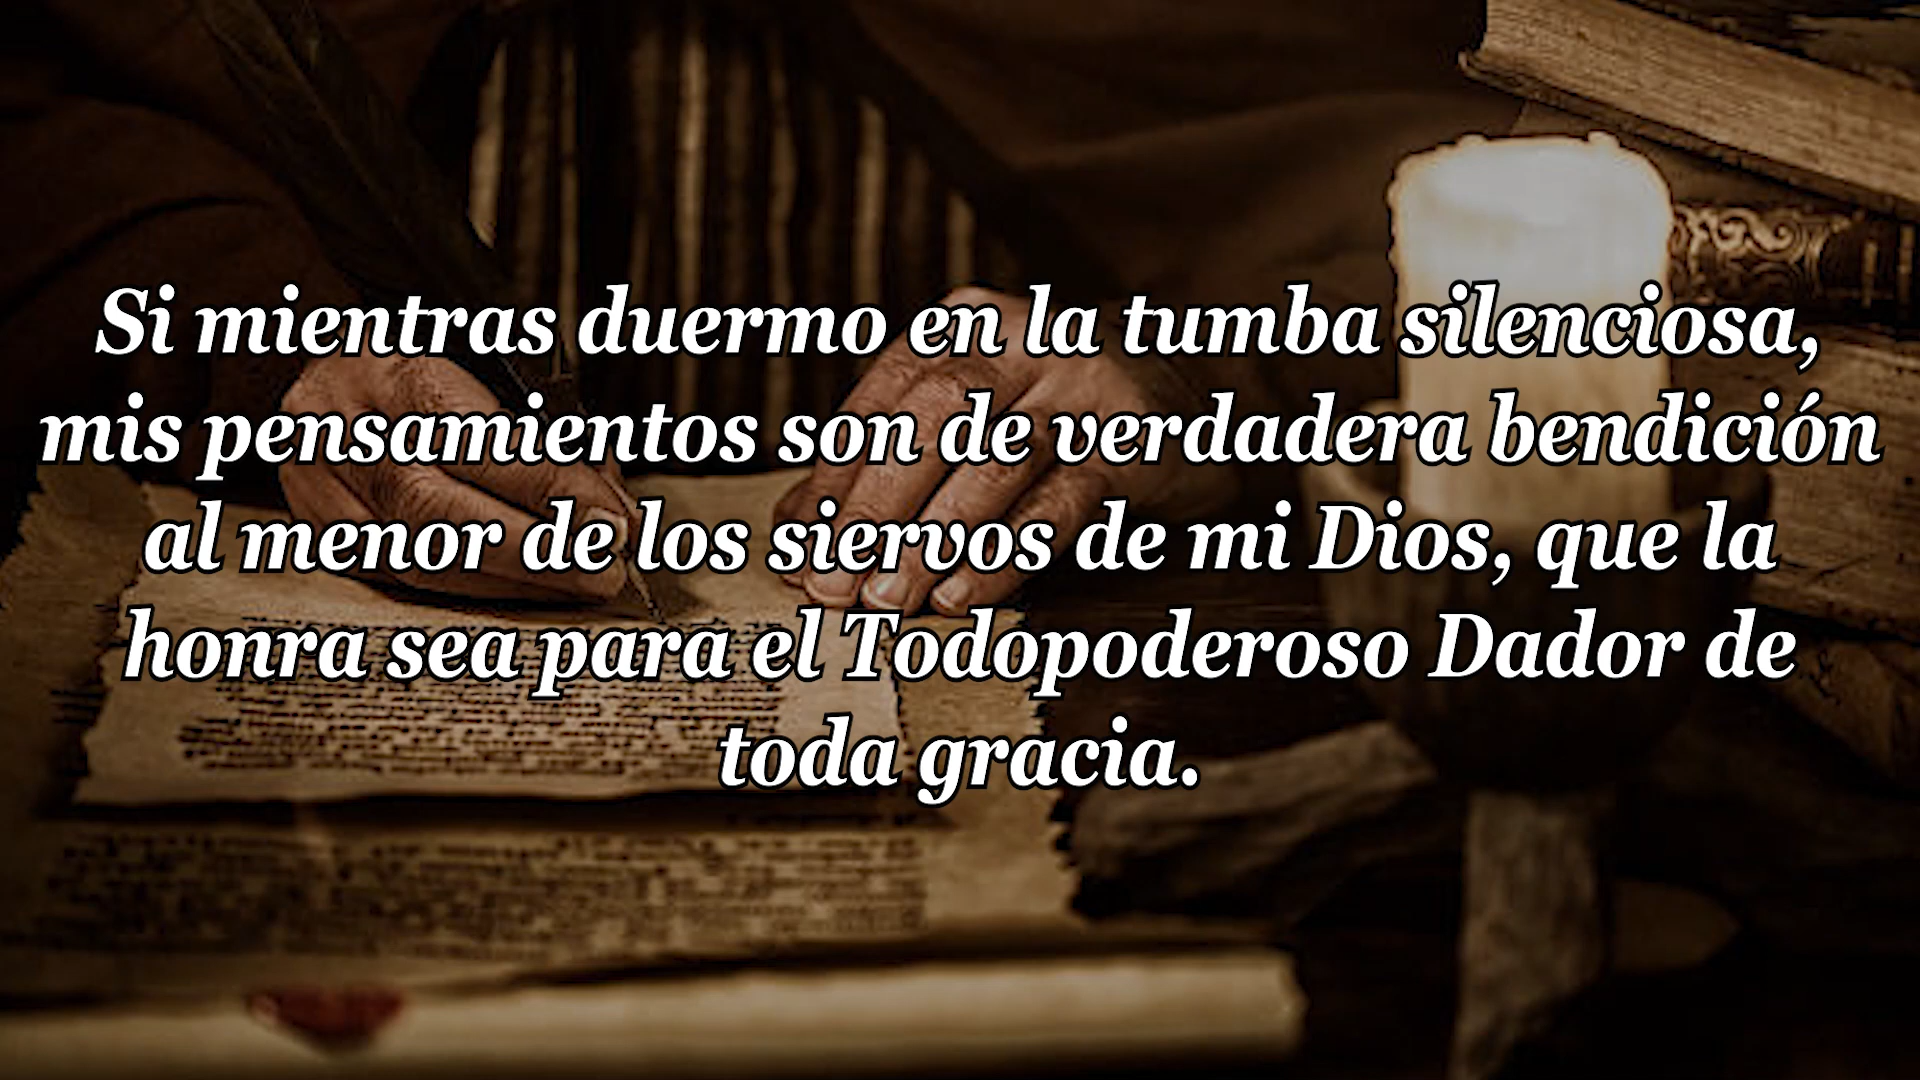 Si mientras duermo en la tumba silenciosa,
mis pensamientos son de verdadera bendición
al menor de los siervos de mi Dios, que la
honra sea para el Todopoderoso Dador de
toda gracia.